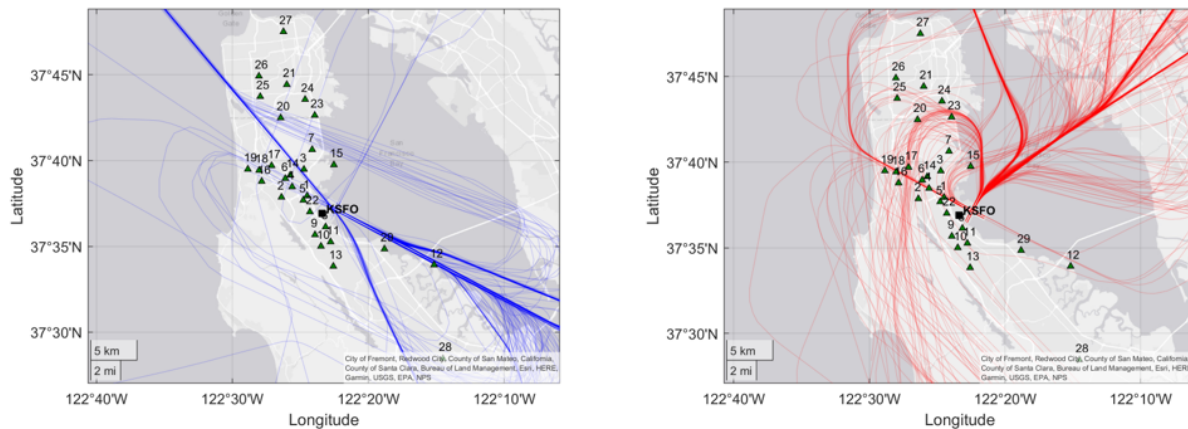 27
37°45'N
26
21
25
24
20
23
7
15
37°40'N
19
18
17
16
6
14
3
4
2
5
1
22
KSFO
8
9
10
11
13
37°35'N
29
12
37°30'N
28
5 km
2 mi
City of Fremont, Redwood City, County of San Mateo, California,
County of Santa Clara, Bureau of Land Management, Esri, HERE,
Garmin, USGS, EPA, NPS
122°40'W
122°30'W
122°20'W
122°10'W
Longitude
Latitude
27
37°45'N
26
21
25
24
20
23
7
15
37°40'N
19
18
17
16
6
14
3
2
5
1
22
KSFO
9
10
11
13
37°35'N
29
12
37°30'N
28
5 km
2 mi
City of Fremont, Redwood City, County of San Mateo, California,
County of Santa Clara, Bureau of Land Management, Esri, HERE,
Garmin, USGS, EPA, NPS
122°40'W
122°30'W
122°20'W
122°10'W
Longitude
Latitude